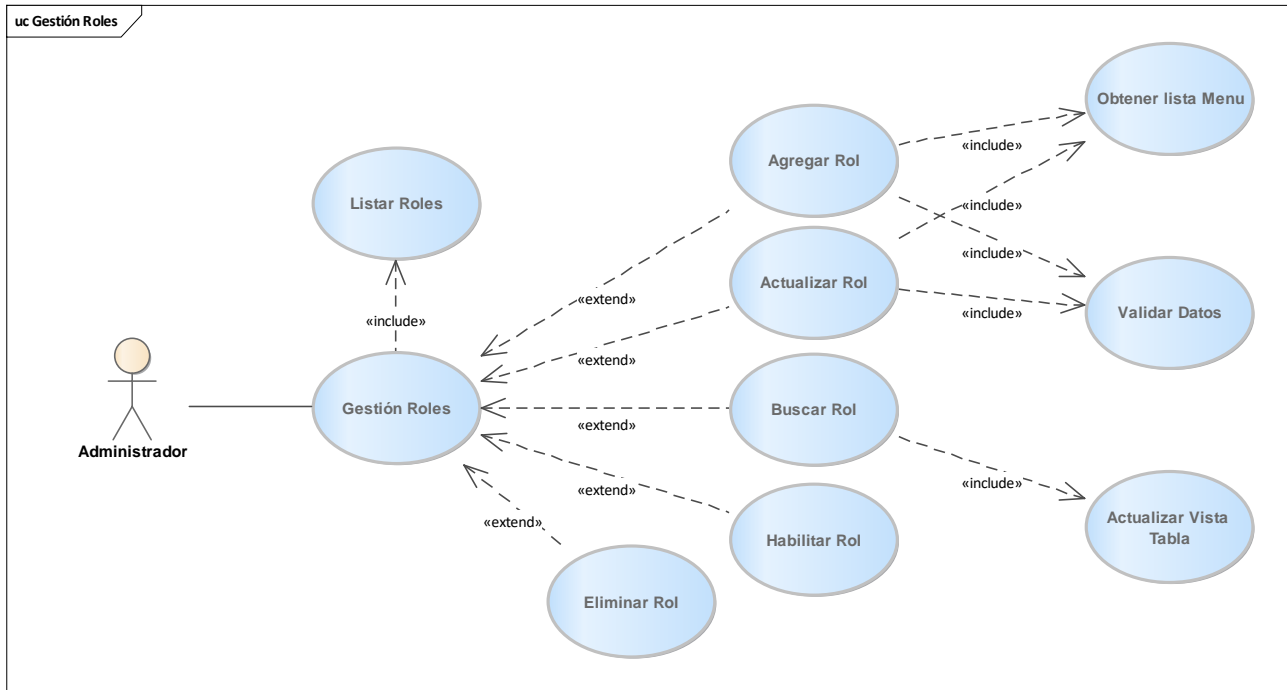 uc Gestión Roles
Obtener lista Menu
Agregar Rol
«include»
Listar Roles
«include»
«include»
Actualizar Rol
«extend»
Validar Datos
«include»
«include»
«extend»
Gestión Roles
Buscar Rol
«extend»
Administrador
«include»
«extend»
Actualizar Vista
Tabla
«extend»
Habilitar Rol
Eliminar Rol